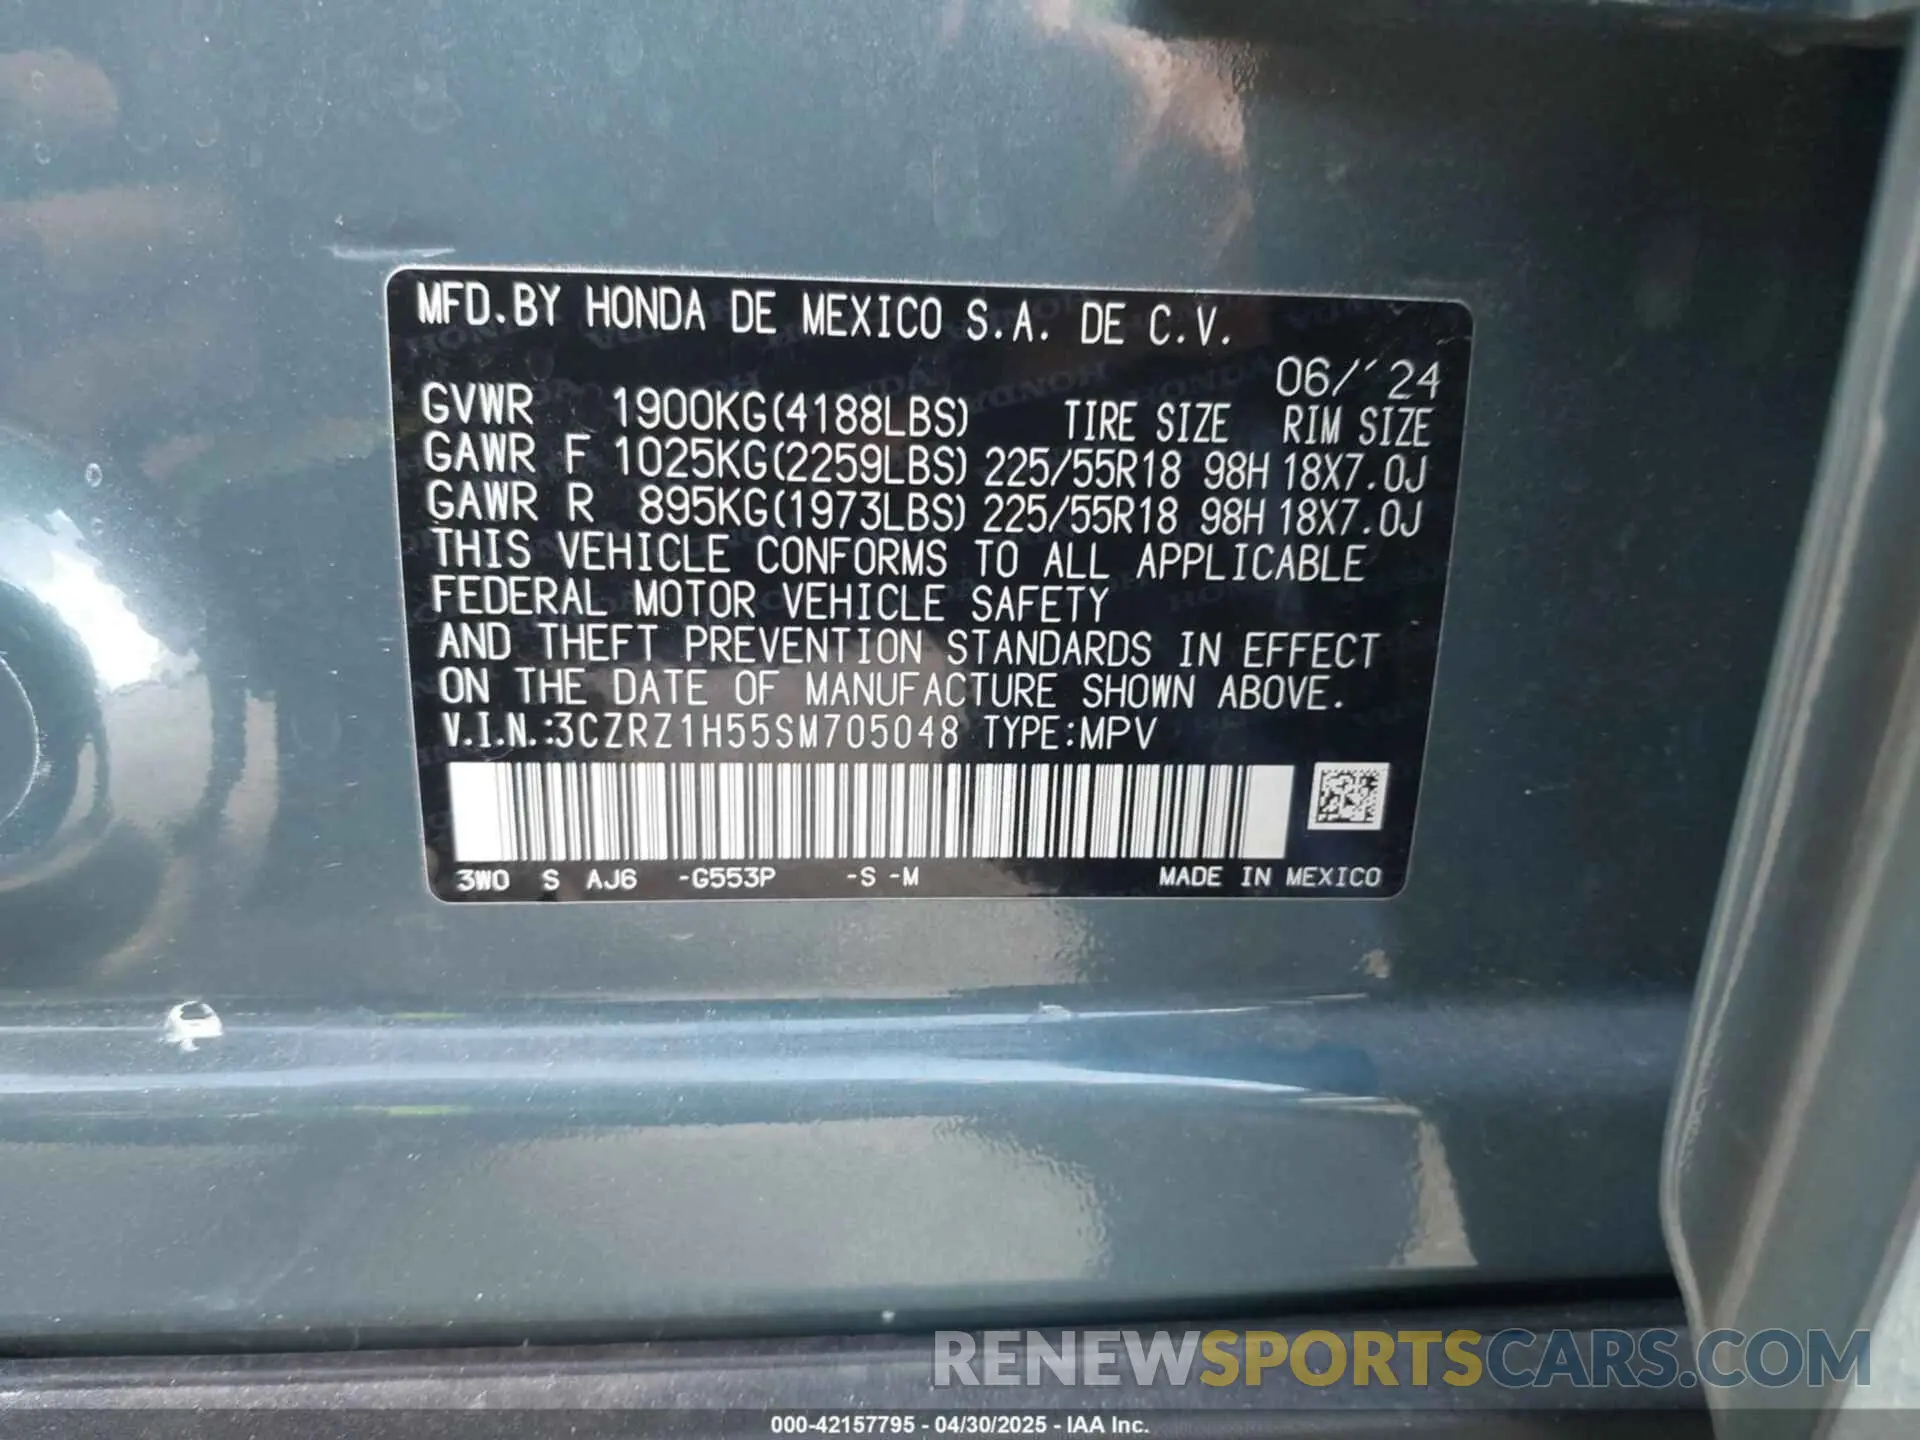 MFD.BY HONDA DE MEXICO S.A. DE C.V.
06/´24
GVWR 1900KG(4188LBS) TIRE SIZE RIM SIZE
GAWR F 1025KG(2259LBS) 225/55R18 98H 18X7.0J
GAWR R 895KG(1973LBS) 225/55R18 98H 18X7.0J
THIS VEHICLE CONFORMS TO ALL APPLICABLE
FEDERAL MOTOR VEHICLE SAFETY
AND THEFT PREVENTION STANDARDS IN EFFECT
ON THE DATE OF MANUFACTURE SHOWN ABOVE.
V.I.N.:3CZRZ1H55SM705048 TYPE:MPV
3WO S AJ6 -G553P -S -M MADE IN MEXICO
RENEWSPORTSCARS.COM
000-42157795 - 04/30/2025 - IAA Inc.